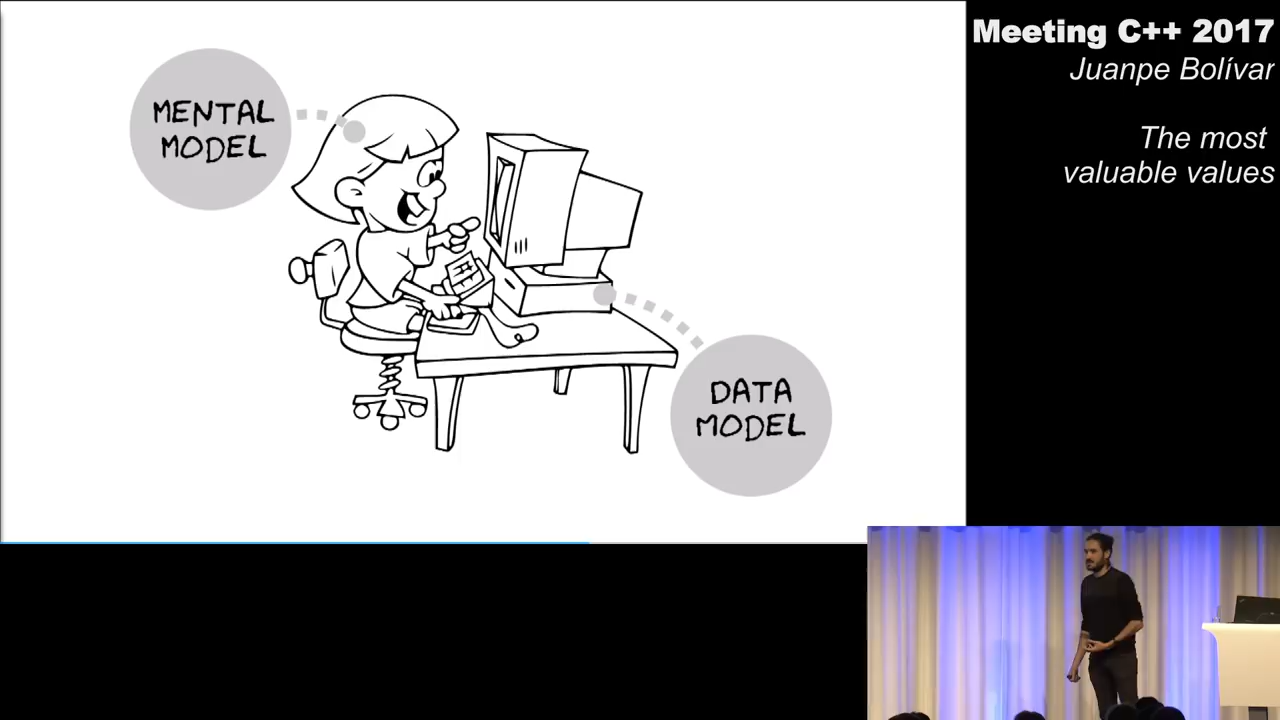 MENTAL
MODEL
DATA
MODEL
Meeting C++ 2017
Juanpe Bolívar
The most
valuable values